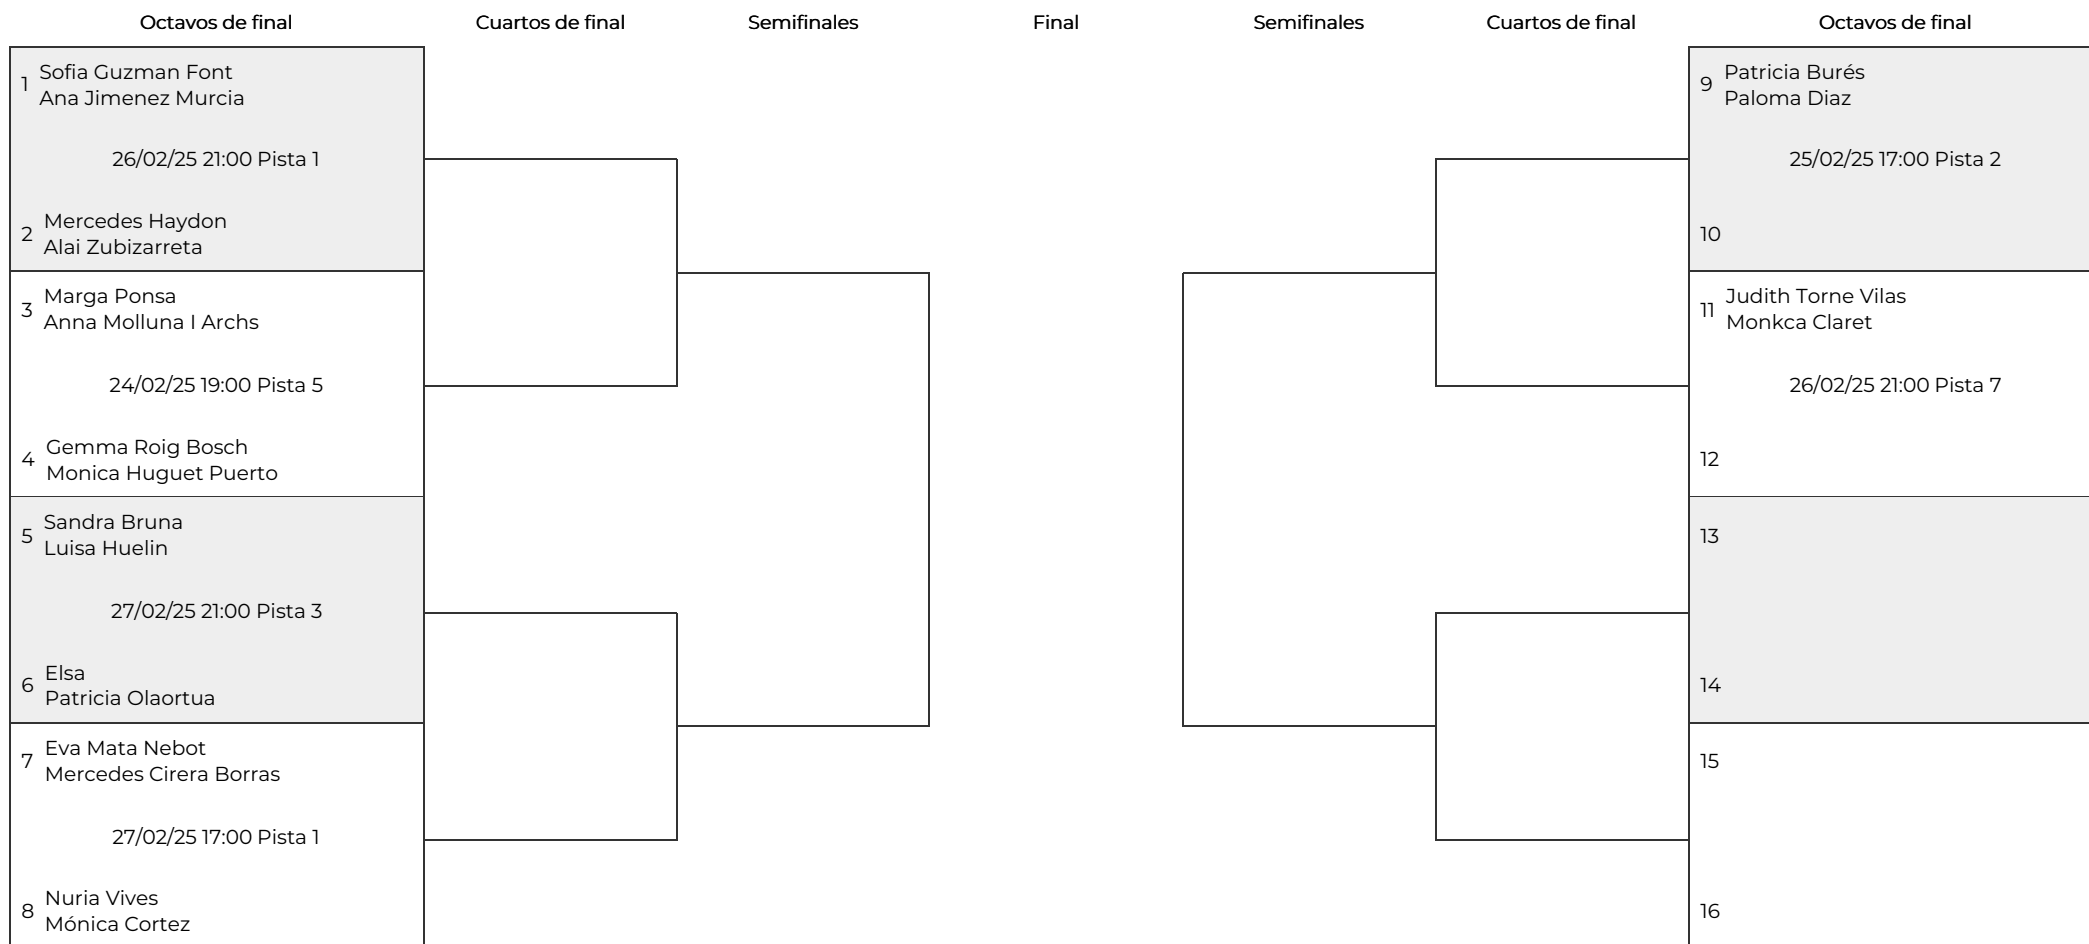 Octavos de final
Cuartos de final
Semifinales
Final
Semifinales
Cuartos de final
Octavos de final
1
Sofia Guzman Font
Ana Jimenez Murcia
26/02/25 21:00 Pista 1
2
Mercedes Haydon
Alai Zubizarreta
3
Marga Ponsa
Anna Molluna I Archs
24/02/25 19:00 Pista 5
4
Gemma Roig Bosch
Monica Huguet Puerto
5
Sandra Bruna
Luisa Huelin
27/02/25 21:00 Pista 3
6
Elsa
Patricia Olaortua
7
Eva Mata Nebot
Mercedes Cirera Borras
27/02/25 17:00 Pista 1
8
Nuria Vives
Mónica Cortez
9
Patricia Burés
Paloma Diaz
25/02/25 17:00 Pista 2
10
11
Judith Torne Vilas
Monkca Claret
26/02/25 21:00 Pista 7
12
13
14
15
16